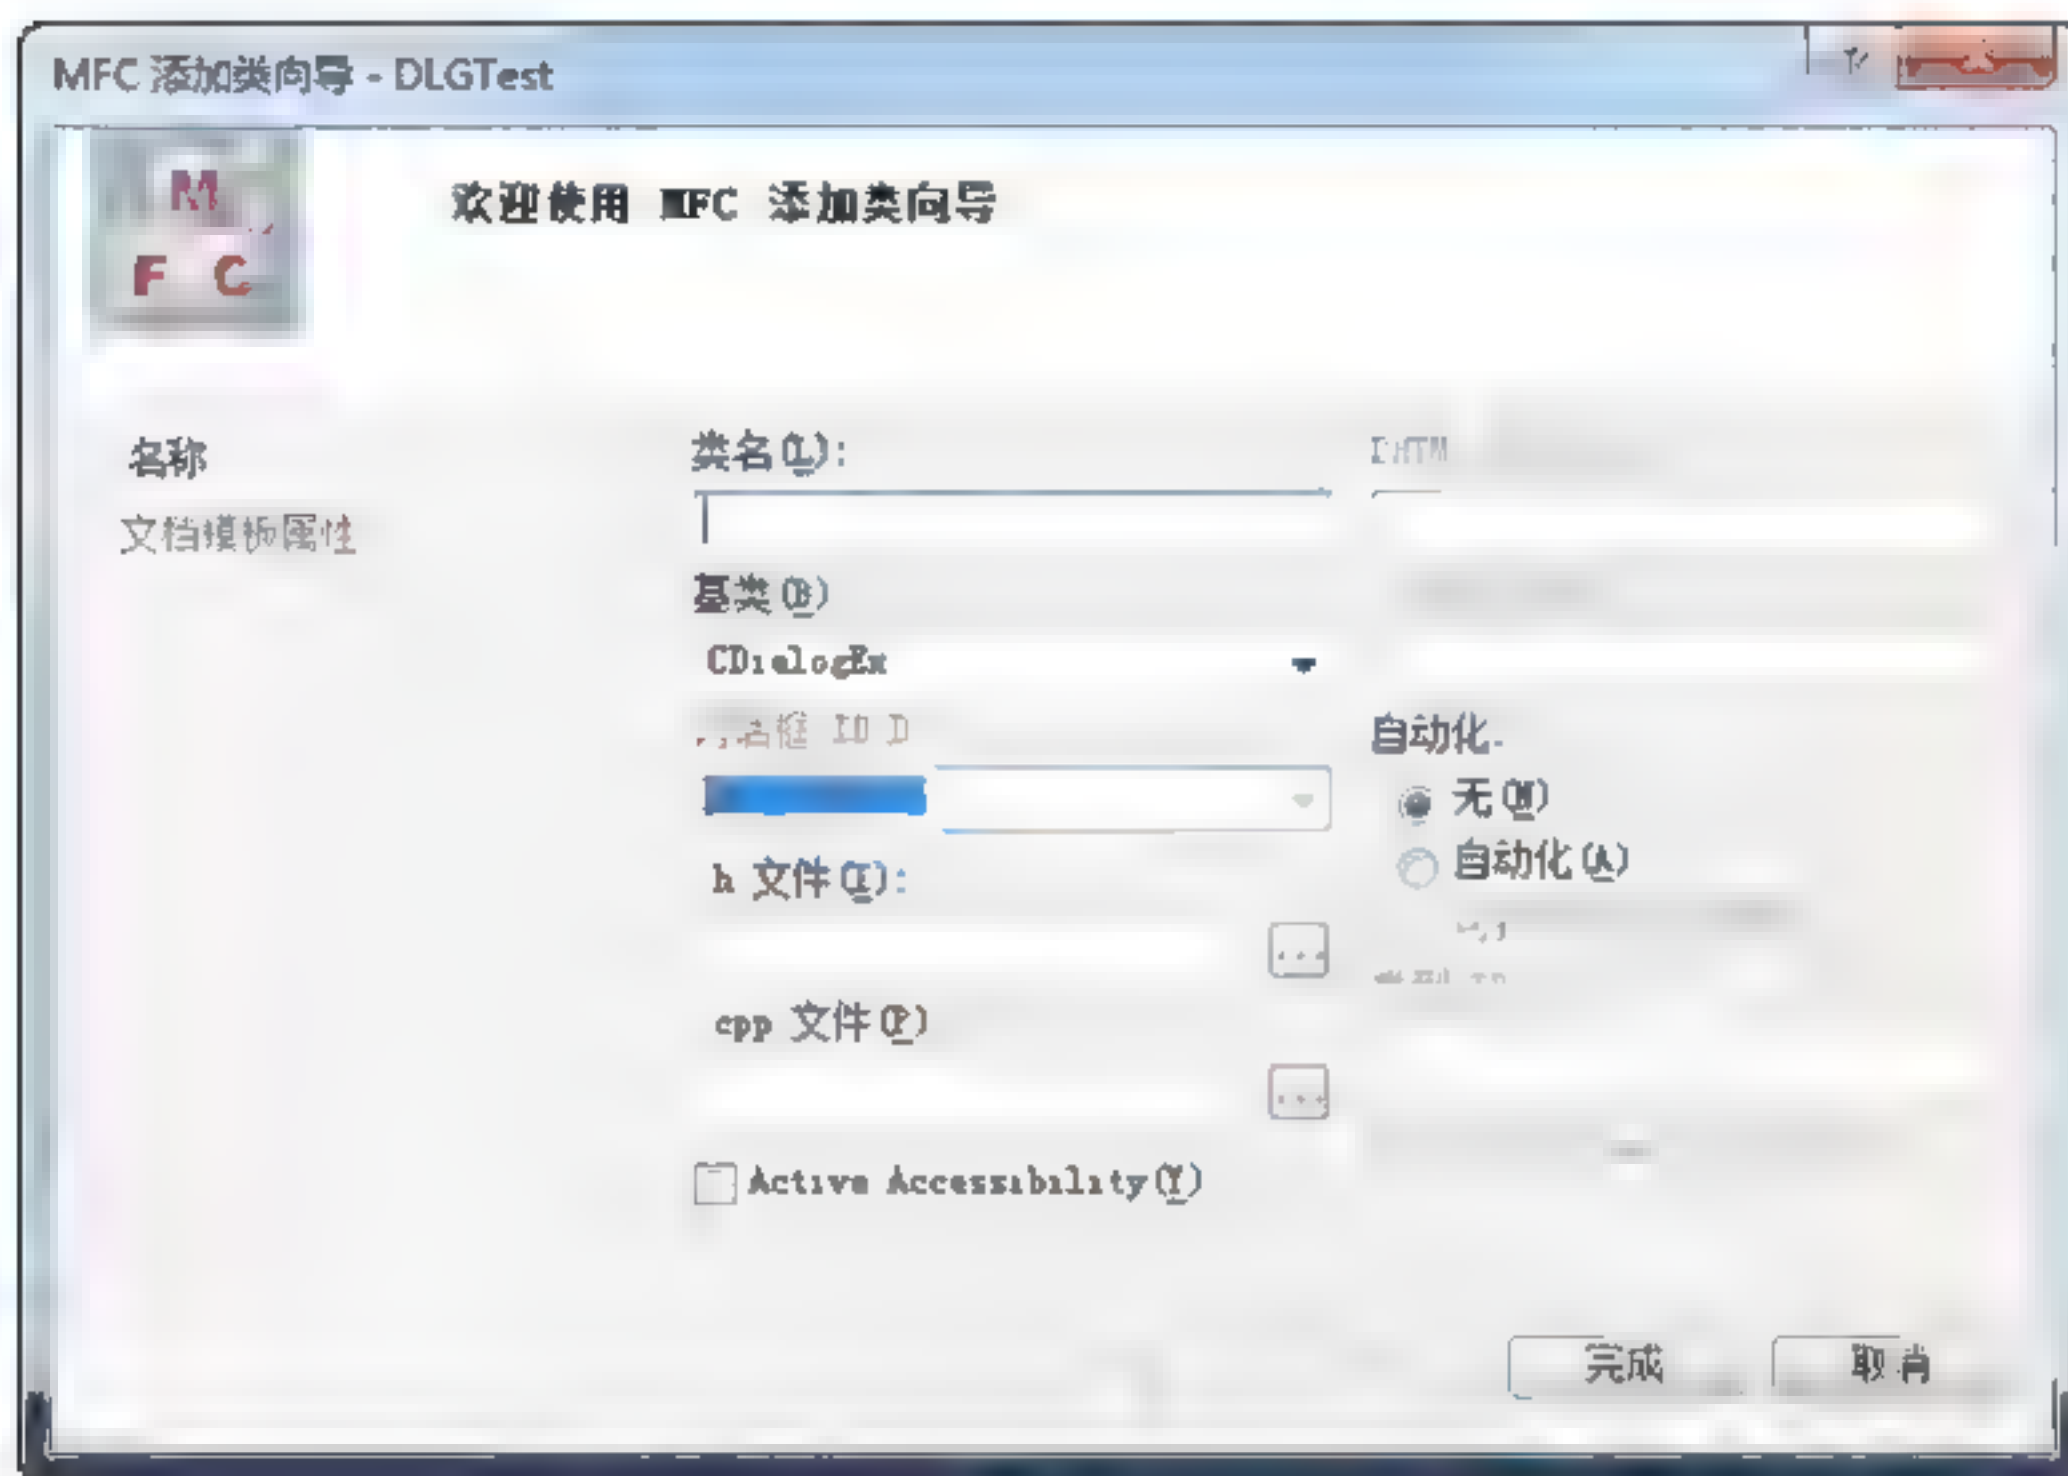 MFC 添加类向导 - DLGTest
M
F C
欢迎使用 MFC 添加类向导
名称
文档模板属性
类名(L):
基类(B)
CDialogEx
ID D
h 文件(I):
cpp 文件(P)
Active Accessibility(Y)
DHTM
自动化
无(N)
自动化(A)
完成
取消